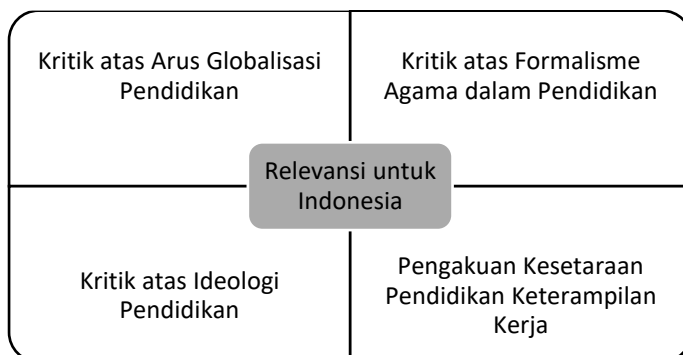 Kritik atas Arus Globalisasi
Pendidikan
Kritik atas Formalisme
Agama dalam Pendidikan
Relevansi untuk
Indonesia
Kritik atas Ideologi
Pendidikan
Pengakuan Kesetaraan
Pendidikan Keterampilan
Kerja